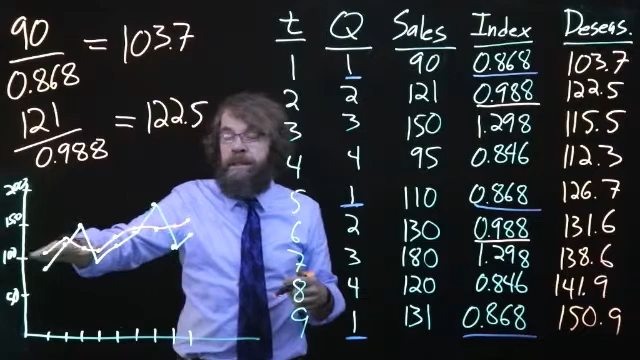 90 / 0.868 = 103.7
121 / 0.988 = 122.5
200
150
100
50
t Q Sales Index Deseas.
1 1 90 0.868 103.7
2 2 121 0.988 122.5
3 3 150 1.298 115.5
4 4 95 0.846 112.3
5 1 110 0.868 126.7
6 2 130 0.988 131.6
7 3 180 1.298 138.6
8 4 120 0.846 141.9
9 1 131 0.868 150.9